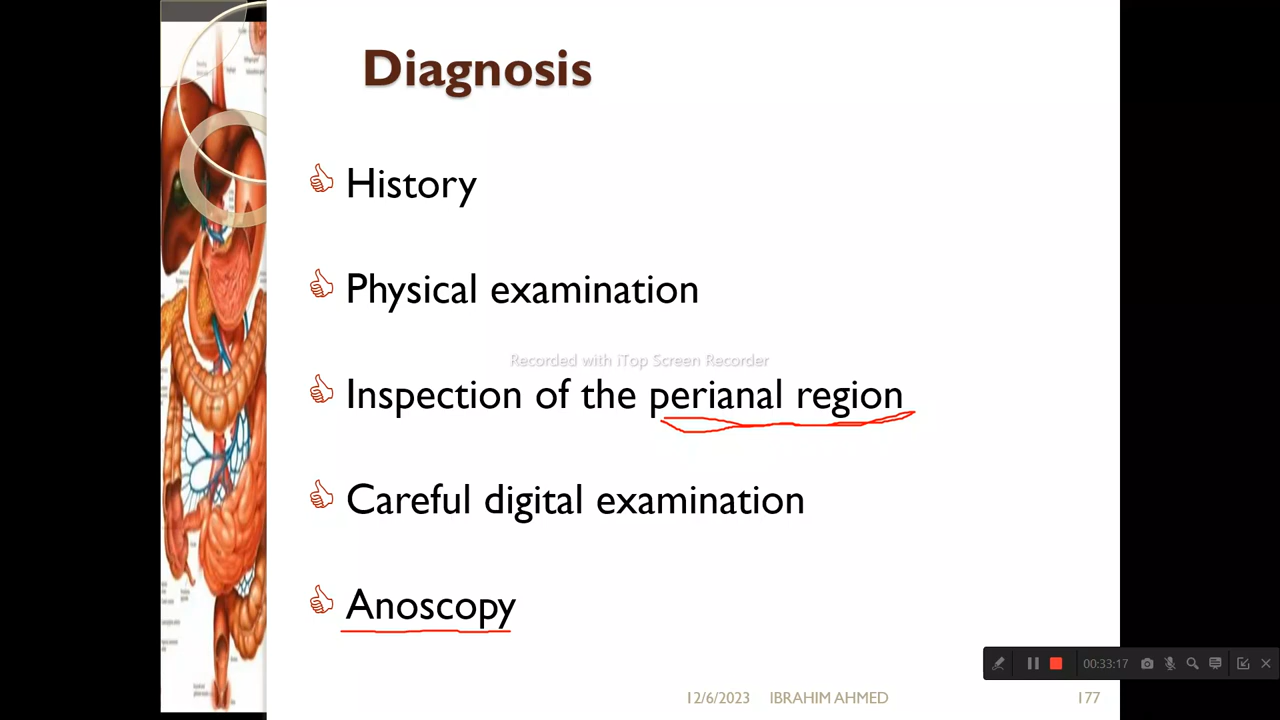 Diagnosis
History
Physical examination
Recorded with iTop Screen Recorder
Inspection of the perianal region
Careful digital examination
Anoscopy
00:33:17
12/6/2023 IBRAHIM AHMED 177